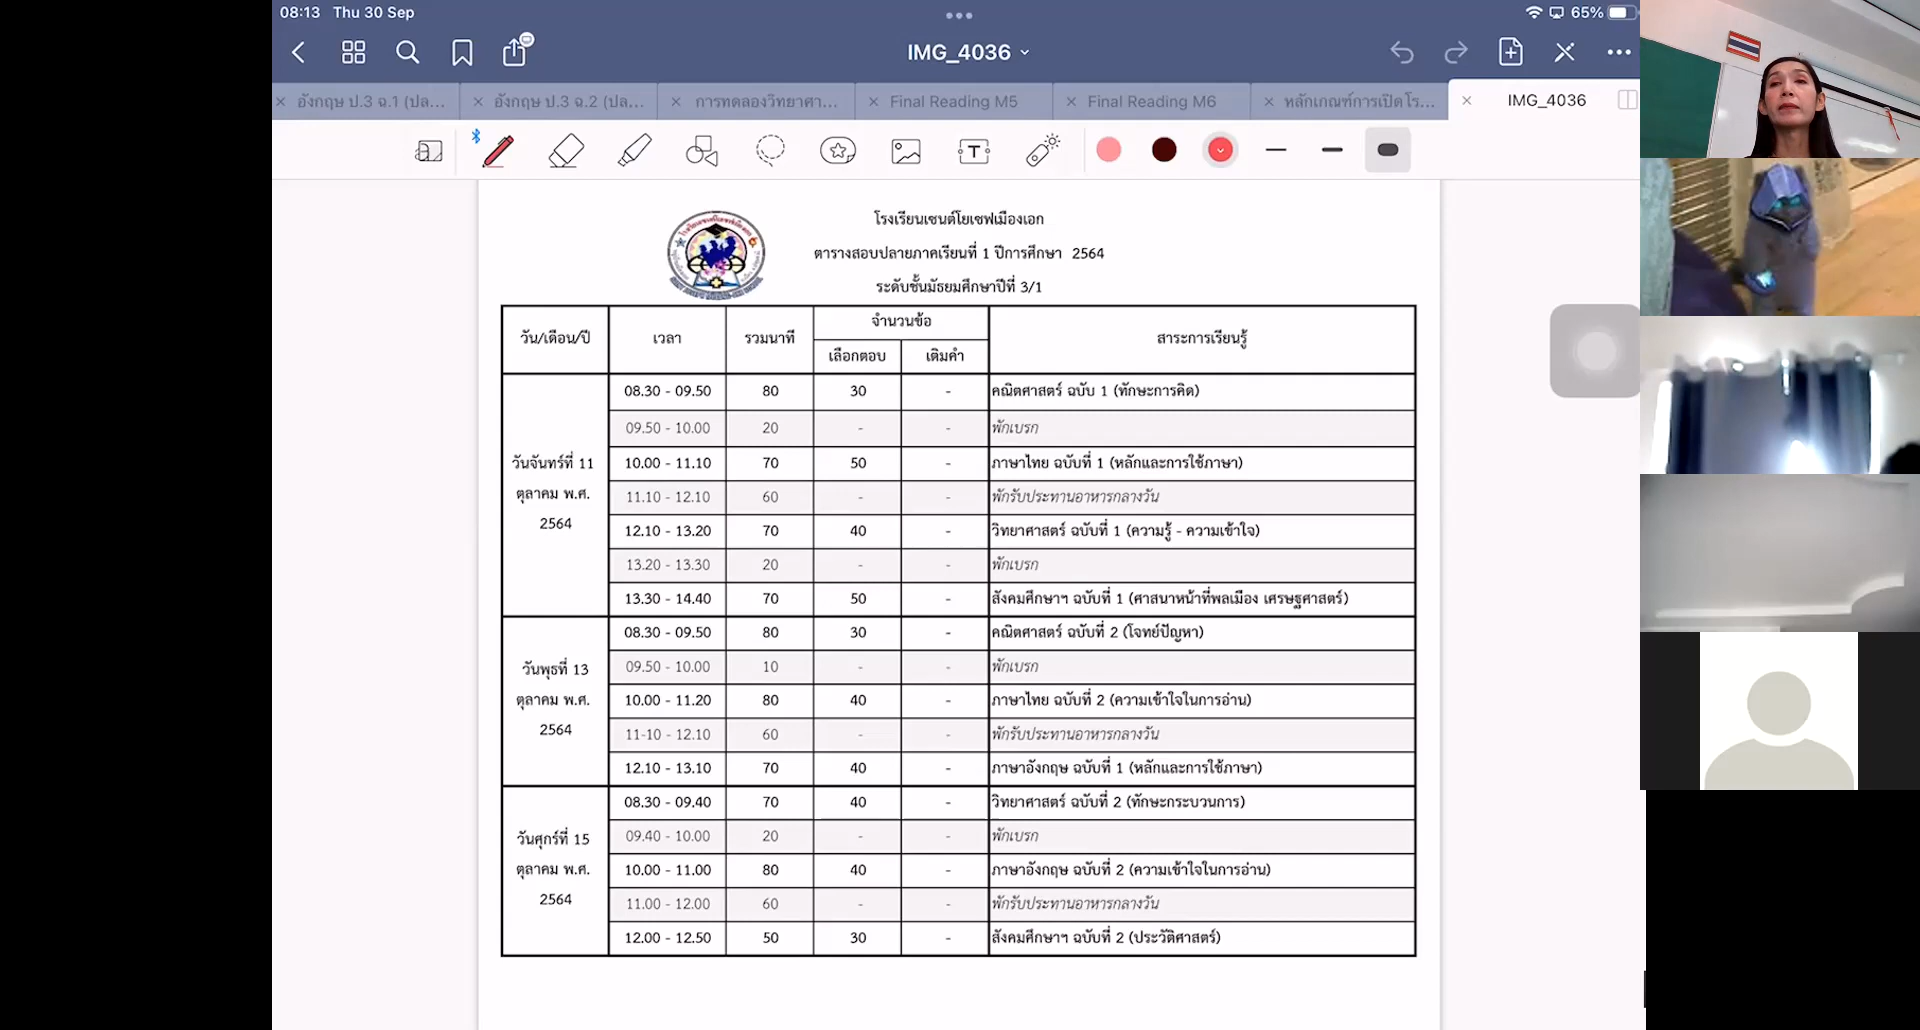 08:13 Thu 30 Sep
65%
IMG_4036
อังกฤษ ป.3 ฉ.1 (ปล...
อังกฤษ ป.3 ฉ.2 (ปล...
การทดลองวิทยาศา...
Final Reading M5
Final Reading M6
หลักเกณฑ์การเปิดโร...
IMG_4036
โรงเรียนเซนต์โยเซฟเมืองเอก
ตารางสอบปลายภาคเรียนที่ 1 ปีการศึกษา 2564
ระดับชั้นมัธยมศึกษาปีที่ 3/1
วัน/เดือน/ปี เวลา รวมนาที จำนวนข้อ สาระการเรียนรู้
เลือกตอบ เติมคำ
วันจันทร์ที่ 11 ตุลาคม พ.ศ. 2564
08.30 - 09.50 80 30 - คณิตศาสตร์ ฉบับ 1 (ทักษะการคิด)
09.50 - 10.00 20 - - พักเบรก
10.00 - 11.10 70 50 - ภาษาไทย ฉบับที่ 1 (หลักและการใช้ภาษา)
11.10 - 12.10 60 - - พักรับประทานอาหารกลางวัน
12.10 - 13.20 70 40 - วิทยาศาสตร์ ฉบับที่ 1 (ความรู้ - ความเข้าใจ)
13.20 - 13.30 20 - - พักเบรก
13.30 - 14.40 70 50 - สังคมศึกษาฯ ฉบับที่ 1 (ศาสนาหน้าที่พลเมือง เศรษฐศาสตร์)
วันพุธที่ 13 ตุลาคม พ.ศ. 2564
08.30 - 09.50 80 30 - คณิตศาสตร์ ฉบับที่ 2 (โจทย์ปัญหา)
09.50 - 10.00 10 - - พักเบรก
10.00 - 11.20 80 40 - ภาษาไทย ฉบับที่ 2 (ความเข้าใจในการอ่าน)
11-10 - 12.10 60 - - พักรับประทานอาหารกลางวัน
12.10 - 13.10 70 40 - ภาษาอังกฤษ ฉบับที่ 1 (หลักและการใช้ภาษา)
วันศุกร์ที่ 15 ตุลาคม พ.ศ. 2564
08.30 - 09.40 70 40 - วิทยาศาสตร์ ฉบับที่ 2 (ทักษะกระบวนการ)
09.40 - 10.00 20 - - พักเบรก
10.00 - 11.00 80 40 - ภาษาอังกฤษ ฉบับที่ 2 (ความเข้าใจในการอ่าน)
11.00 - 12.00 60 - - พักรับประทานอาหารกลางวัน
12.00 - 12.50 50 30 - สังคมศึกษาฯ ฉบับที่ 2 (ประวัติศาสตร์)